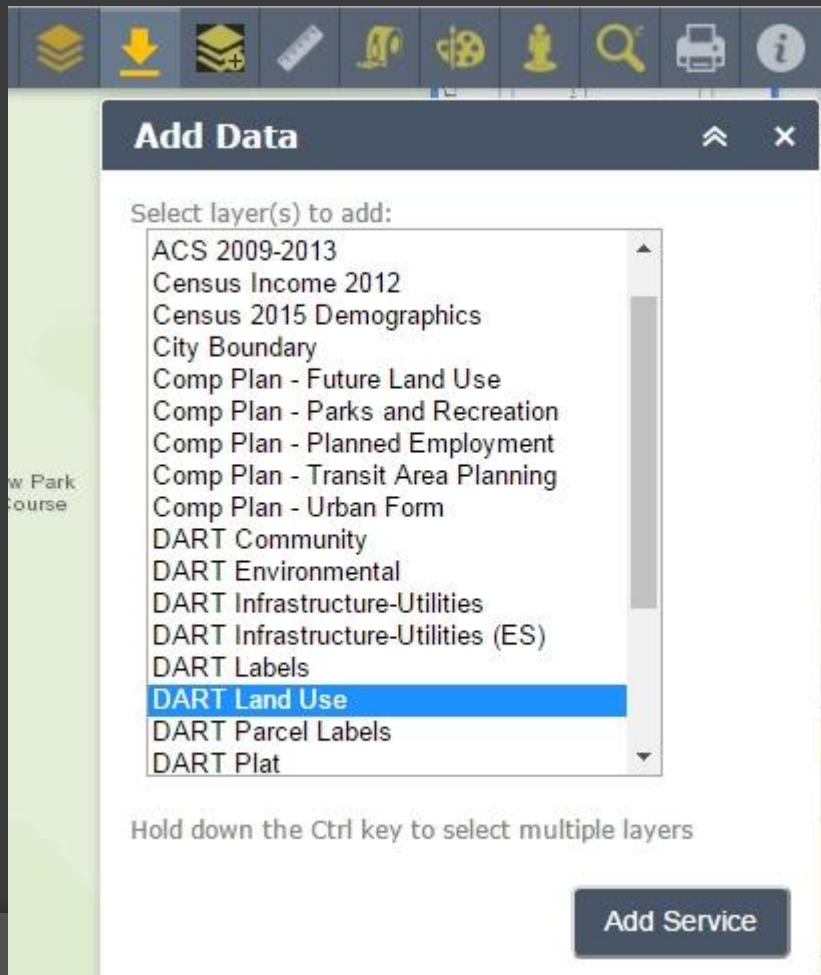 Add Data
Select layer(s) to add:
ACS 2009-2013
Census Income 2012
Census 2015 Demographics
City Boundary
Comp Plan - Future Land Use
Comp Plan - Parks and Recreation
Comp Plan - Planned Employment
Comp Plan - Transit Area Planning
w Park
Course
Comp Plan - Urban Form
DART Community
DART Environmental
DART Infrastructure-Utilities
DART Infrastructure-Utilities (ES)
DART Labels
DART Land Use
DART Parcel Labels
DART Plat
Hold down the Ctrl key to select multiple layers
Add Service